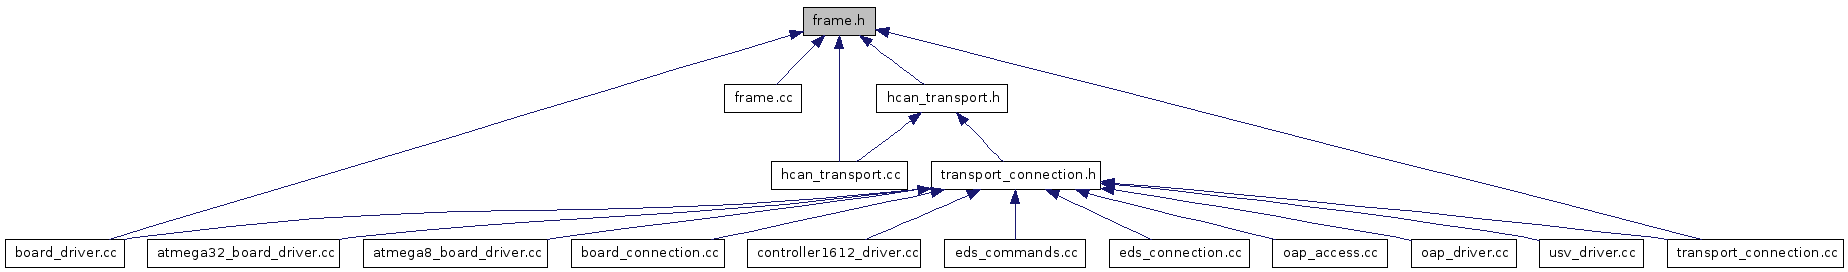 frame.h
frame.cc
hcan_transport.h
hcan_transport.cc
transport_connection.h
board_driver.cc
atmega32_board_driver.cc
atmega8_board_driver.cc
board_connection.cc
controller1612_driver.cc
eds_commands.cc
eds_connection.cc
oap_access.cc
oap_driver.cc
usv_driver.cc
transport_connection.cc